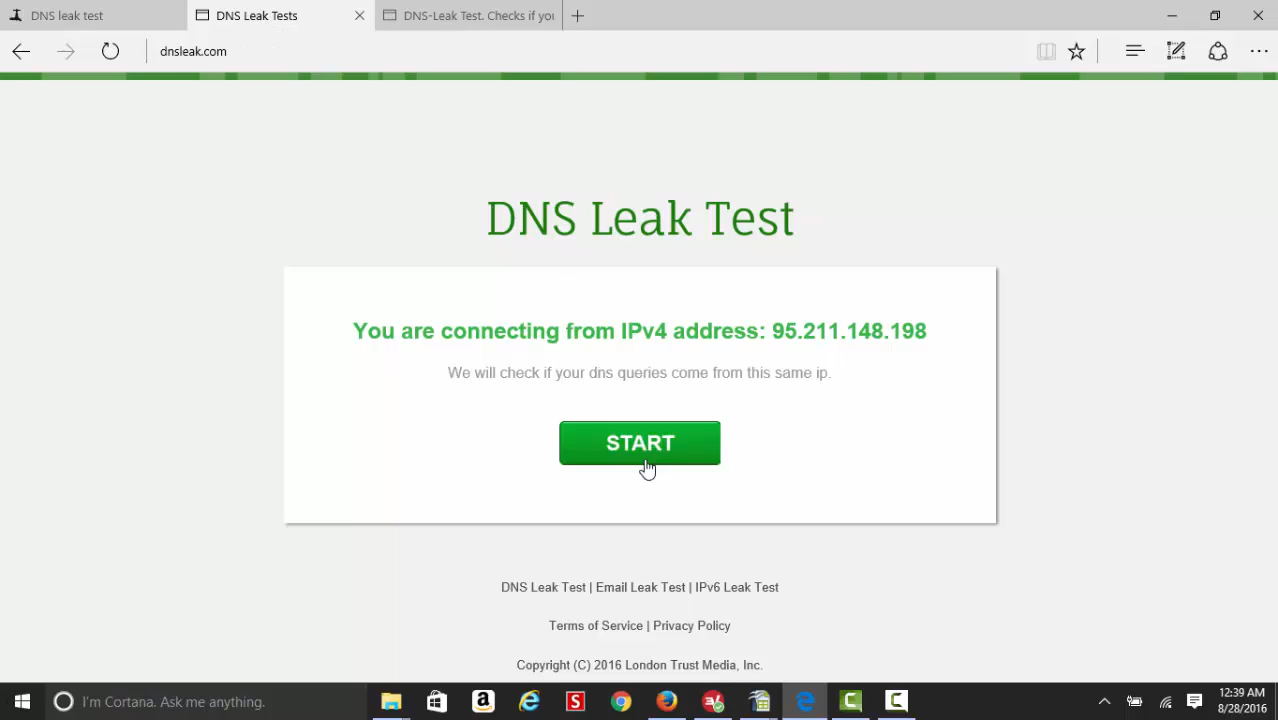 DNS leak test
DNS Leak Tests
DNS-Leak Test. Checks if you
dnsleak.com
DNS Leak Test
You are connecting from IPv4 address: 95.211.148.198
We will check if your dns queries come from this same ip.
START
DNS Leak Test | Email Leak Test | IPv6 Leak Test
Terms of Service | Privacy Policy
Copyright (C) 2016 London Trust Media, Inc.
I'm Cortana. Ask me anything.
12:39 AM
8/28/2016